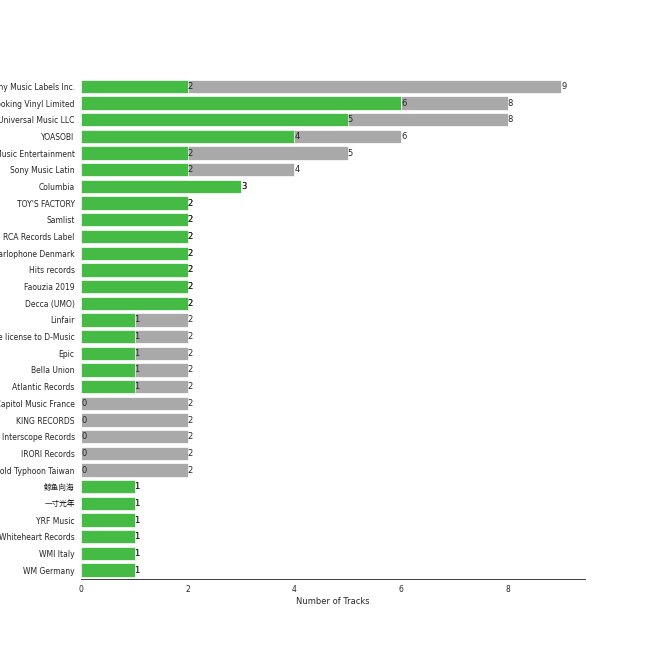 ny Music Labels Inc. 2 9
oking Vinyl Limited 6 8
Universal Music LLC 5 8
YOASOBI 4 6
Music Entertainment 2 5
Sony Music Latin 2 4
Columbia 3
TOY'S FACTORY 2
Samlist 2
RCA Records Label 2
arlophone Denmark 2
Hits records 2
Faouzia 2019 2
Decca (UMO) 2
Linfair 1 2
e license to D-Music 1 2
Epic 1 2
Bella Union 1 2
Atlantic Records 1 2
Capitol Music France 0 2
KING RECORDS 0 2
Interscope Records 0 2
IRORI Records 0 2
old Typhoon Taiwan 0 2
鲸鱼向海 1
一寸光年 1
YRF Music 1
Whiteheart Records 1
WMI Italy 1
WM Germany 1
0 2 4 6 8
Number of Tracks